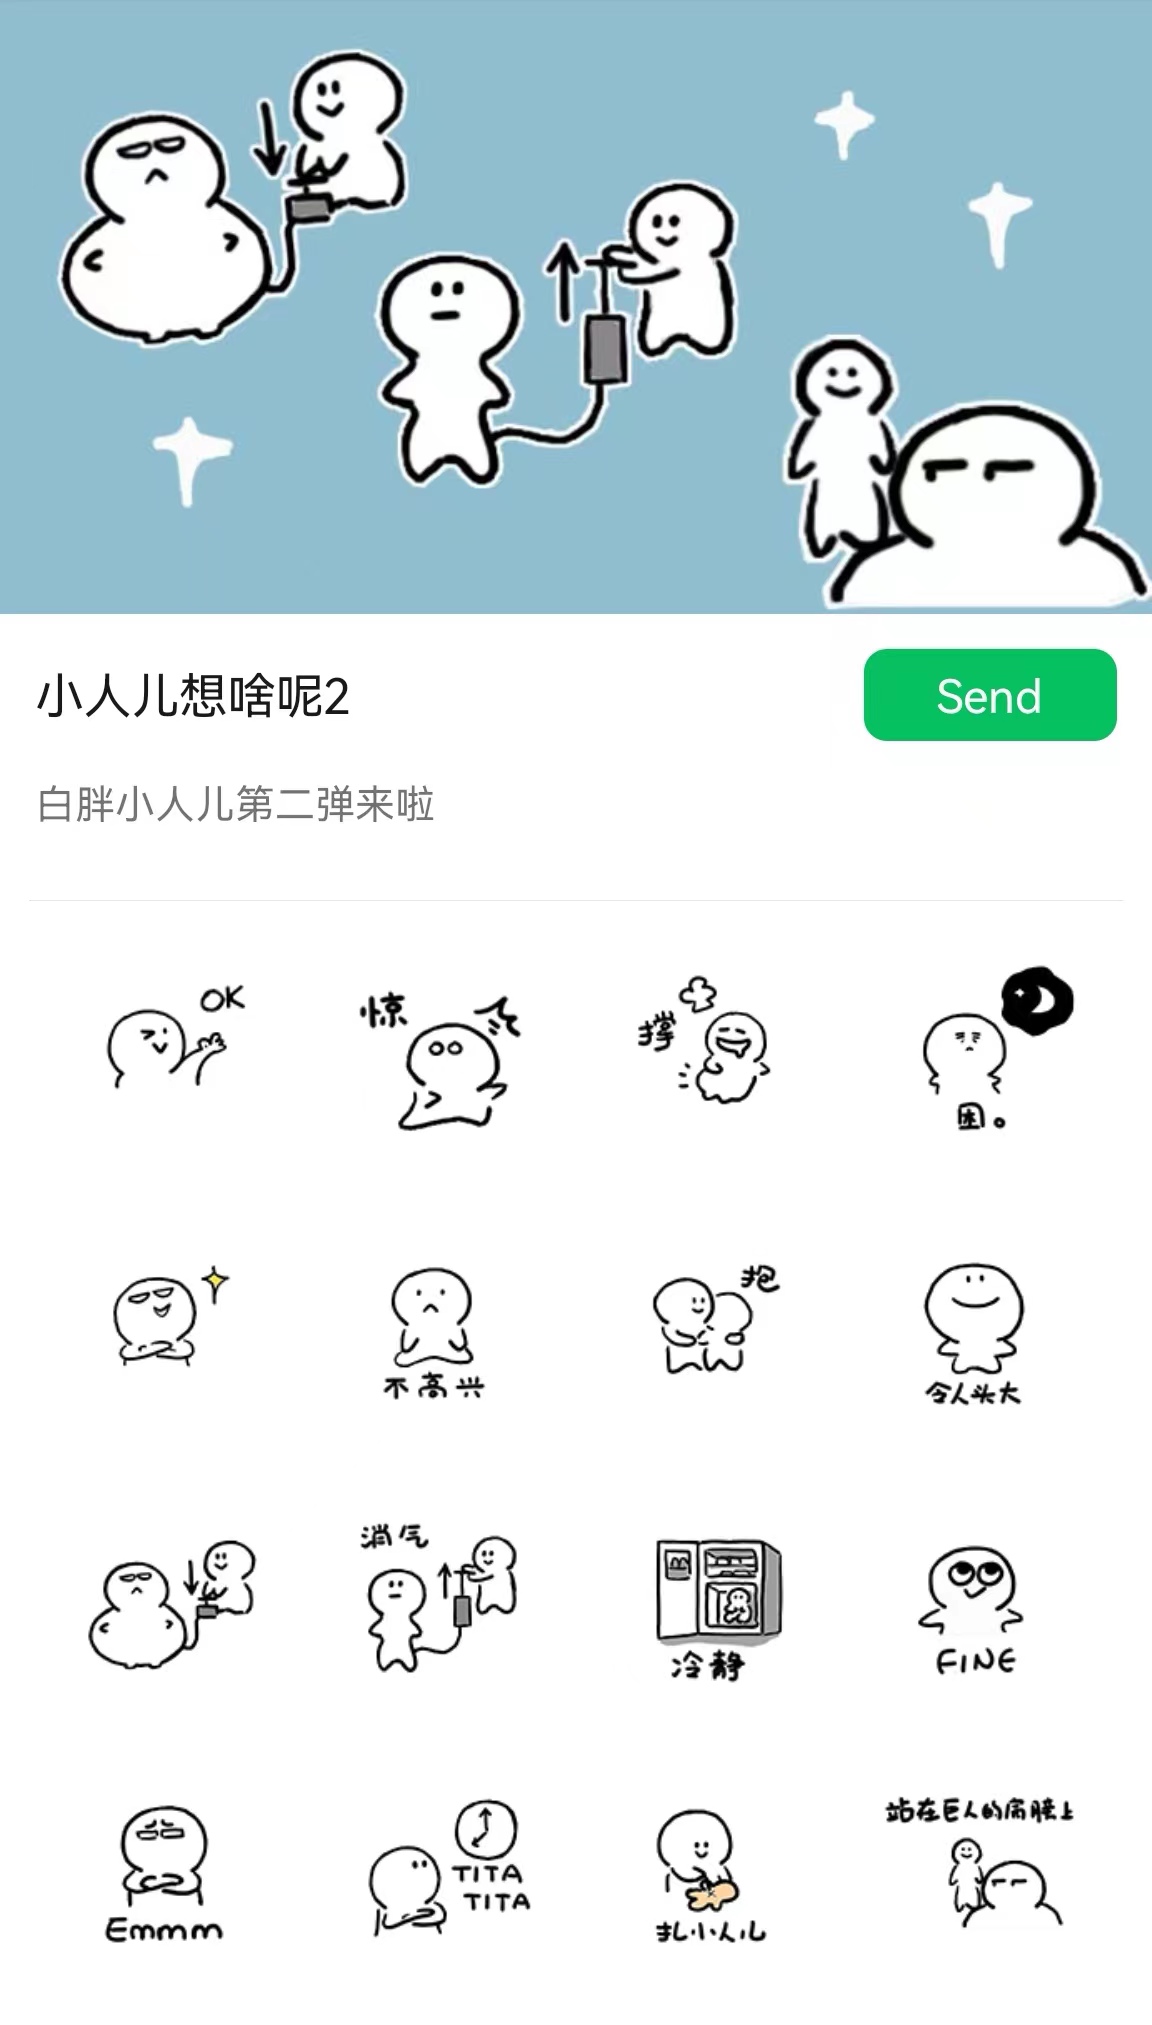 小人儿想啥呢2
Send
白胖小人儿第二弹来啦
OK
惊
撑
困。
不高兴
抱
令人头大
消气
冷静
FINE
Emmm
TITA
TITA
扎小人儿
站在巨人的肩膀上